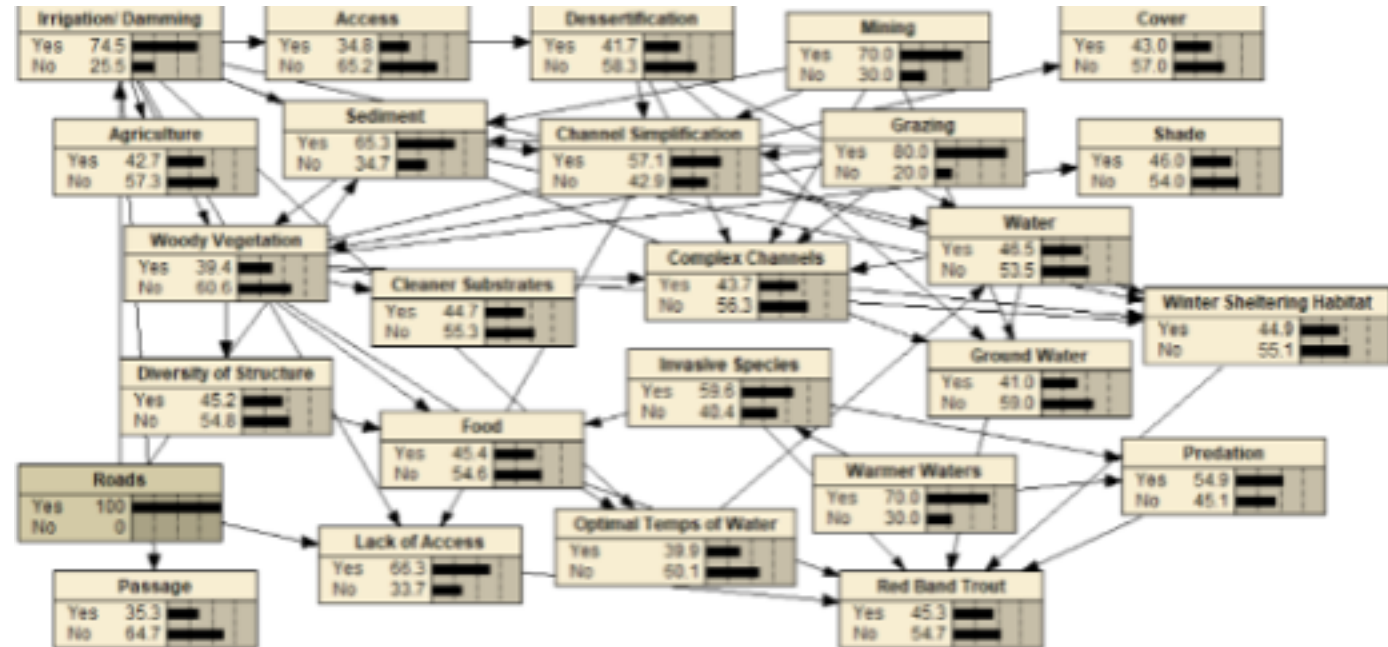 Irrigation/ Damming
Yes 74.5
No 25.5
Access
Yes 34.8
No 65.2
Dessertification
Yes 41.7
No 58.3
Mining
Yes 70.0
No 30.0
Cover
Yes 43.0
No 57.0
Agriculture
Yes 42.7
No 57.3
Sediment
Yes 65.3
No 34.7
Channel Simplification
Yes 57.1
No 42.9
Grazing
Yes 80.0
No 20.0
Shade
Yes 46.0
No 54.0
Woody Vegetation
Yes 39.4
No 60.6
Cleaner Substrates
Yes 44.7
No 55.3
Complex Channels
Yes 43.7
No 56.3
Water
Yes 46.5
No 53.5
Winter Sheltering Habitat
Yes 44.9
No 55.1
Diversity of Structure
Yes 45.2
No 54.8
Food
Yes 45.4
No 54.6
Invasive Species
Yes 59.6
No 40.4
Ground Water
Yes 41.0
No 59.0
Roads
Yes 100
No 0
Lack of Access
Yes 66.3
No 33.7
Optimal Temps of Water
Yes 39.9
No 60.1
Warmer Waters
Yes 70.0
No 30.0
Predation
Yes 54.9
No 45.1
Passage
Yes 35.3
No 64.7
Red Band Trout
Yes 45.3
No 54.7